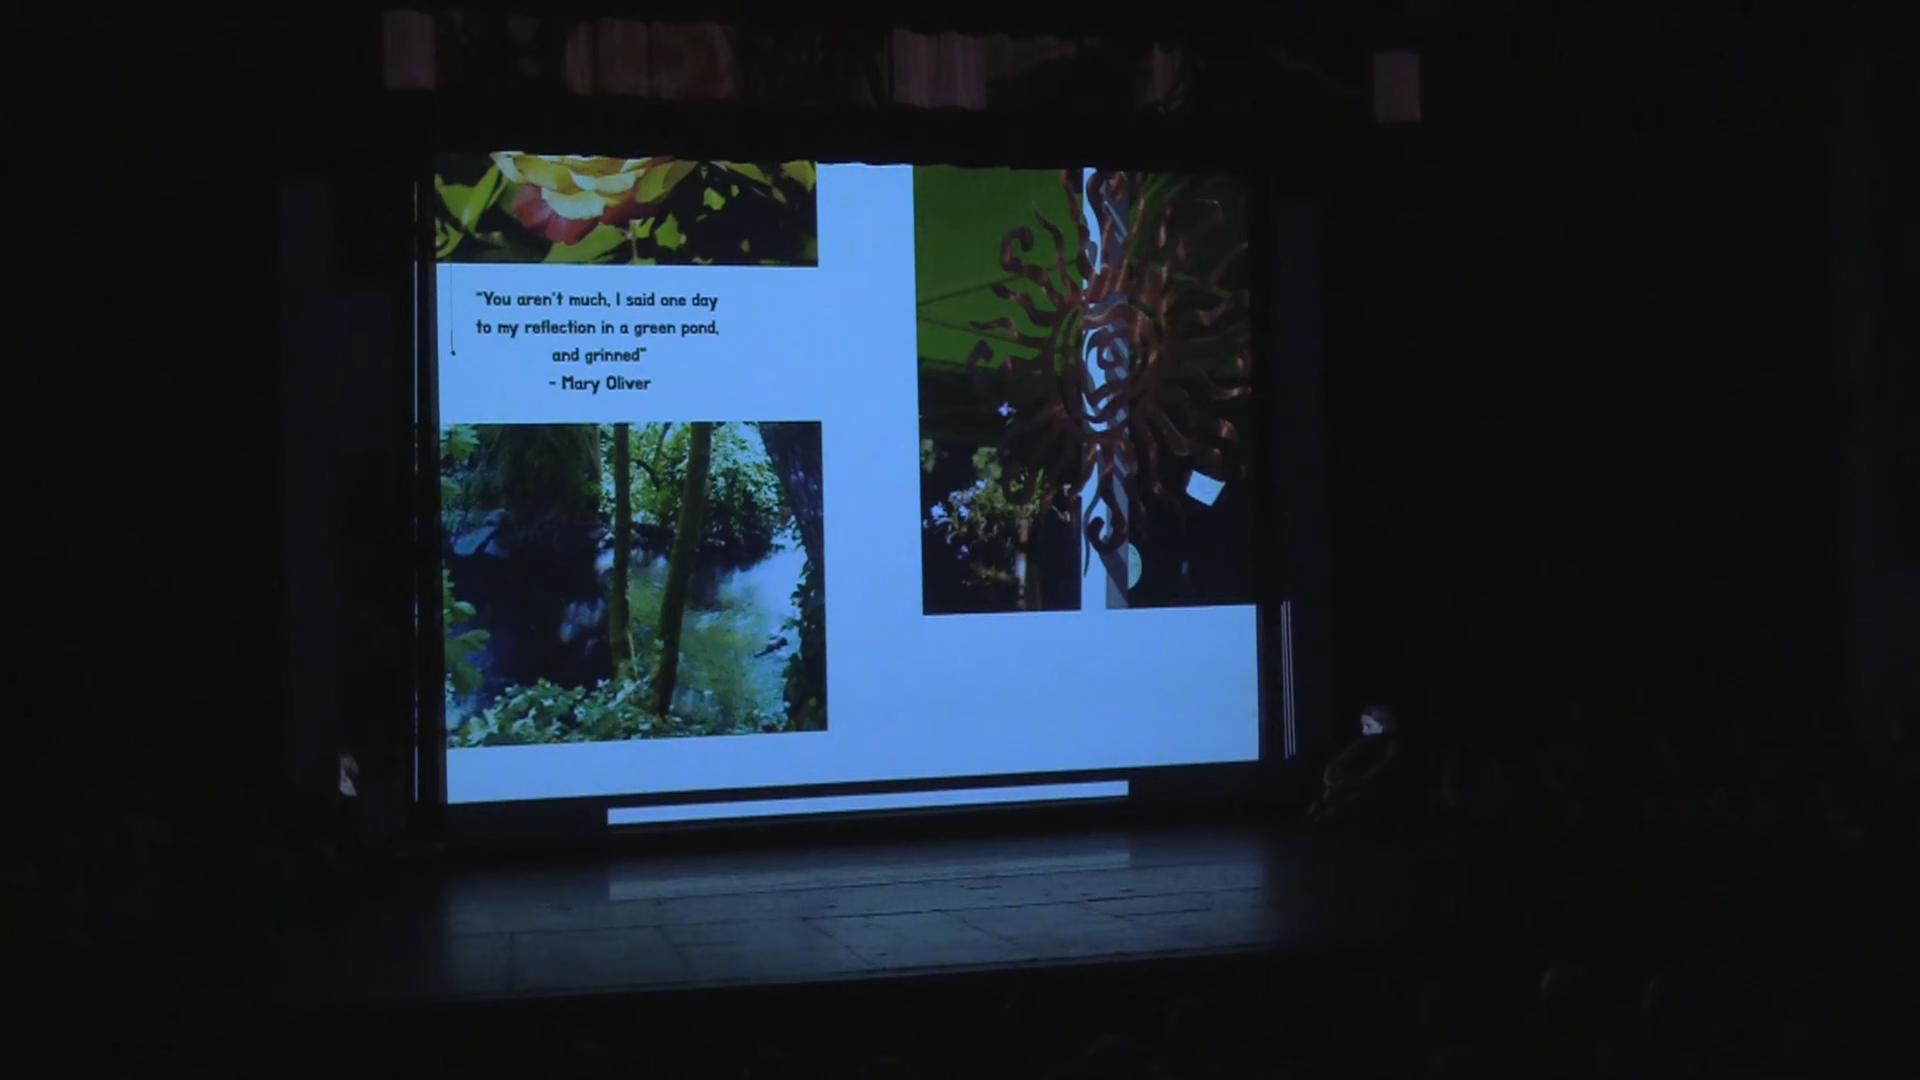 “You aren't much, I said one day
to my reflection in a green pond,
and grinned”
- Mary Oliver